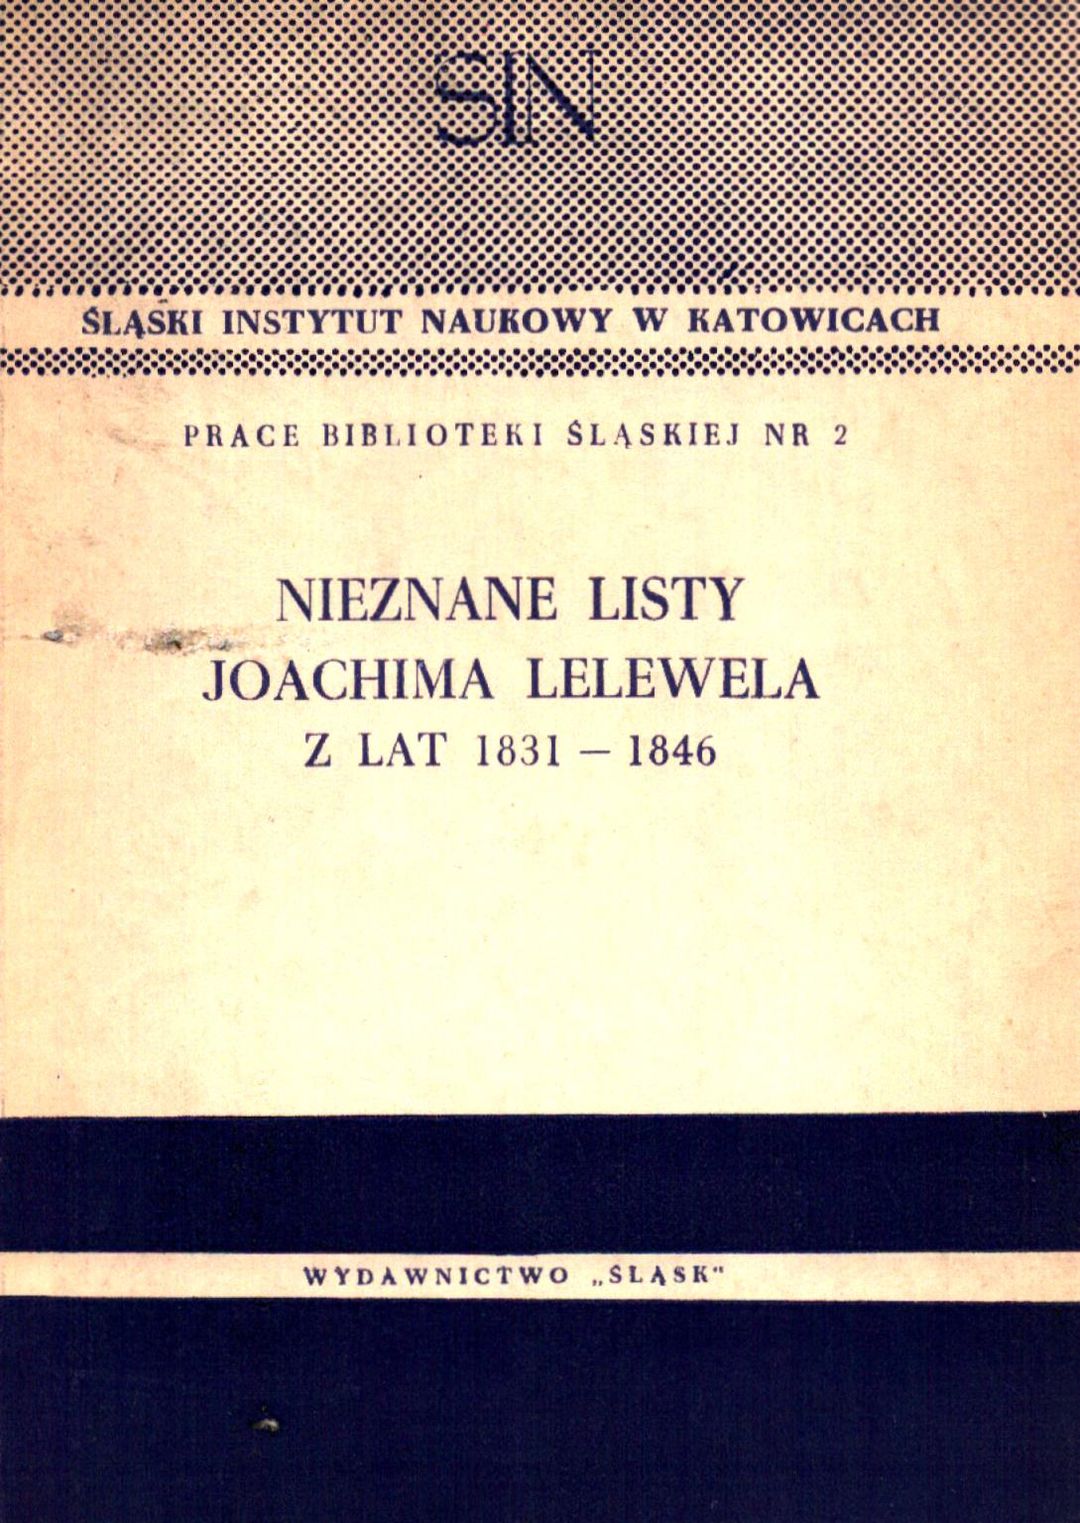 SIN
ŚLĄSKI INSTYTUT NAUKOWY W KATOWICACH
PRACE BIBLIOTEKI ŚLĄSKIEJ NR 2
NIEZNANE LISTY
JOACHIMA LELEWELA
Z LAT 1831 – 1846
WYDAWNICTWO „ŚLĄSK"